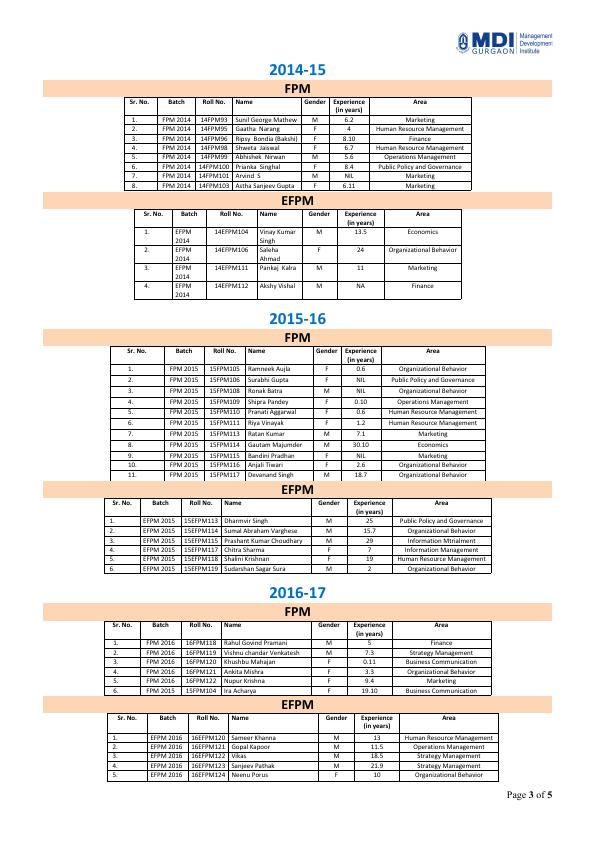 MDI GURGAON Management Development Institute
2014-15
FPM
Sr. No. Batch Roll No. Name Gender Experience (in years) Area
1. FPM 2014 14FPM93 Sunil George Mathew M 6.2 Marketing
2. FPM 2014 14FPM95 Gaatha Narang F 4 Human Resource Management
3. FPM 2014 14FPM96 Ripsy Bondia (Bakshi) F 8.10 Finance
4. FPM 2014 14FPM98 Shweta Jaiswal F 6.7 Human Resource Management
5. FPM 2014 14FPM99 Abhishek Nirwan M 5.6 Operations Management
6. FPM 2014 14FPM100 Prianka Singhal F 8.4 Public Policy and Governance
7. FPM 2014 14FPM101 Arvind S M NIL Marketing
8. FPM 2014 14FPM103 Astha Sanjeev Gupta F 6.11 Marketing
EFPM
Sr. No. Batch Roll No. Name Gender Experience (in years) Area
1. EFPM 2014 14EFPM104 Vinay Kumar Singh M 13.5 Economics
2. EFPM 2014 14EFPM106 Saleha Ahmad F 24 Organizational Behavior
3. EFPM 2014 14EFPM111 Pankaj Kalra M 11 Marketing
4. EFPM 2014 14EFPM112 Akshy Vishal M NA Finance
2015-16
FPM
Sr. No. Batch Roll No. Name Gender Experience (in years) Area
1. FPM 2015 15FPM105 Ramneek Aujla F 0.6 Organizational Behavior
2. FPM 2015 15FPM106 Surabhi Gupta F NIL Public Policy and Governance
3. FPM 2015 15FPM108 Ronak Batra M NIL Organizational Behavior
4. FPM 2015 15FPM109 Shipra Pandey F 0.10 Operations Management
5. FPM 2015 15FPM110 Pranati Aggarwal F 0.6 Human Resource Management
6. FPM 2015 15FPM111 Riya Vinayak F 1.2 Human Resource Management
7. FPM 2015 15FPM113 Ratan Kumar M 7.1 Marketing
8. FPM 2015 15FPM114 Gautam Majumder M 30.10 Economics
9. FPM 2015 15FPM115 Bandini Pradhan F NIL Marketing
10. FPM 2015 15FPM116 Anjali Tiwari F 2.6 Organizational Behavior
11. FPM 2015 15FPM117 Devanand Singh M 18.7 Organizational Behavior
EFPM
Sr. No. Batch Roll No. Name Gender Experience (in years) Area
1. EFPM 2015 15EFPM113 Dharmvir Singh M 25 Public Policy and Governance
2. EFPM 2015 15EFPM114 Sumal Abraham Varghese M 15.7 Organizational Behavior
3. EFPM 2015 15EFPM115 Prashant Kumar Choudhary M 29 Information Mtrialment
4. EFPM 2015 15EFPM117 Chitra Sharma F 7 Information Management
5. EFPM 2015 15EFPM118 Shalini Krishnan F 19 Human Resource Management
6. EFPM 2015 15EFPM119 Sudarshan Sagar Sura M 2 Organizational Behavior
2016-17
FPM
Sr. No. Batch Roll No. Name Gender Experience (in years) Area
1. FPM 2016 16FPM118 Rahul Govind Pramani M 5 Finance
2. FPM 2016 16FPM119 Vishnu chandar Venkatesh M 7.3 Strategy Management
3. FPM 2016 16FPM120 Khushbu Mahajan F 0.11 Business Communication
4. FPM 2016 16FPM121 Ankita Mishra F 3.3 Organizational Behavior
5. FPM 2016 16FPM122 Nupur Krishna F 9.4 Marketing
6. FPM 2015 15FPM104 Ira Acharya F 19.10 Business Communication
EFPM
Sr. No. Batch Roll No. Name Gender Experience (in years) Area
1. EFPM 2016 16EFPM120 Sameer Khanna M 13 Human Resource Management
2. EFPM 2016 16EFPM121 Gopal Kapoor M 11.5 Operations Management
3. EFPM 2016 16EFPM122 Vikas M 18.5 Strategy Management
4. EFPM 2016 16EFPM123 Sanjeev Pathak M 21.9 Strategy Management
5. EFPM 2016 16EFPM124 Neenu Porus F 10 Organizational Behavior
Page 3 of 5